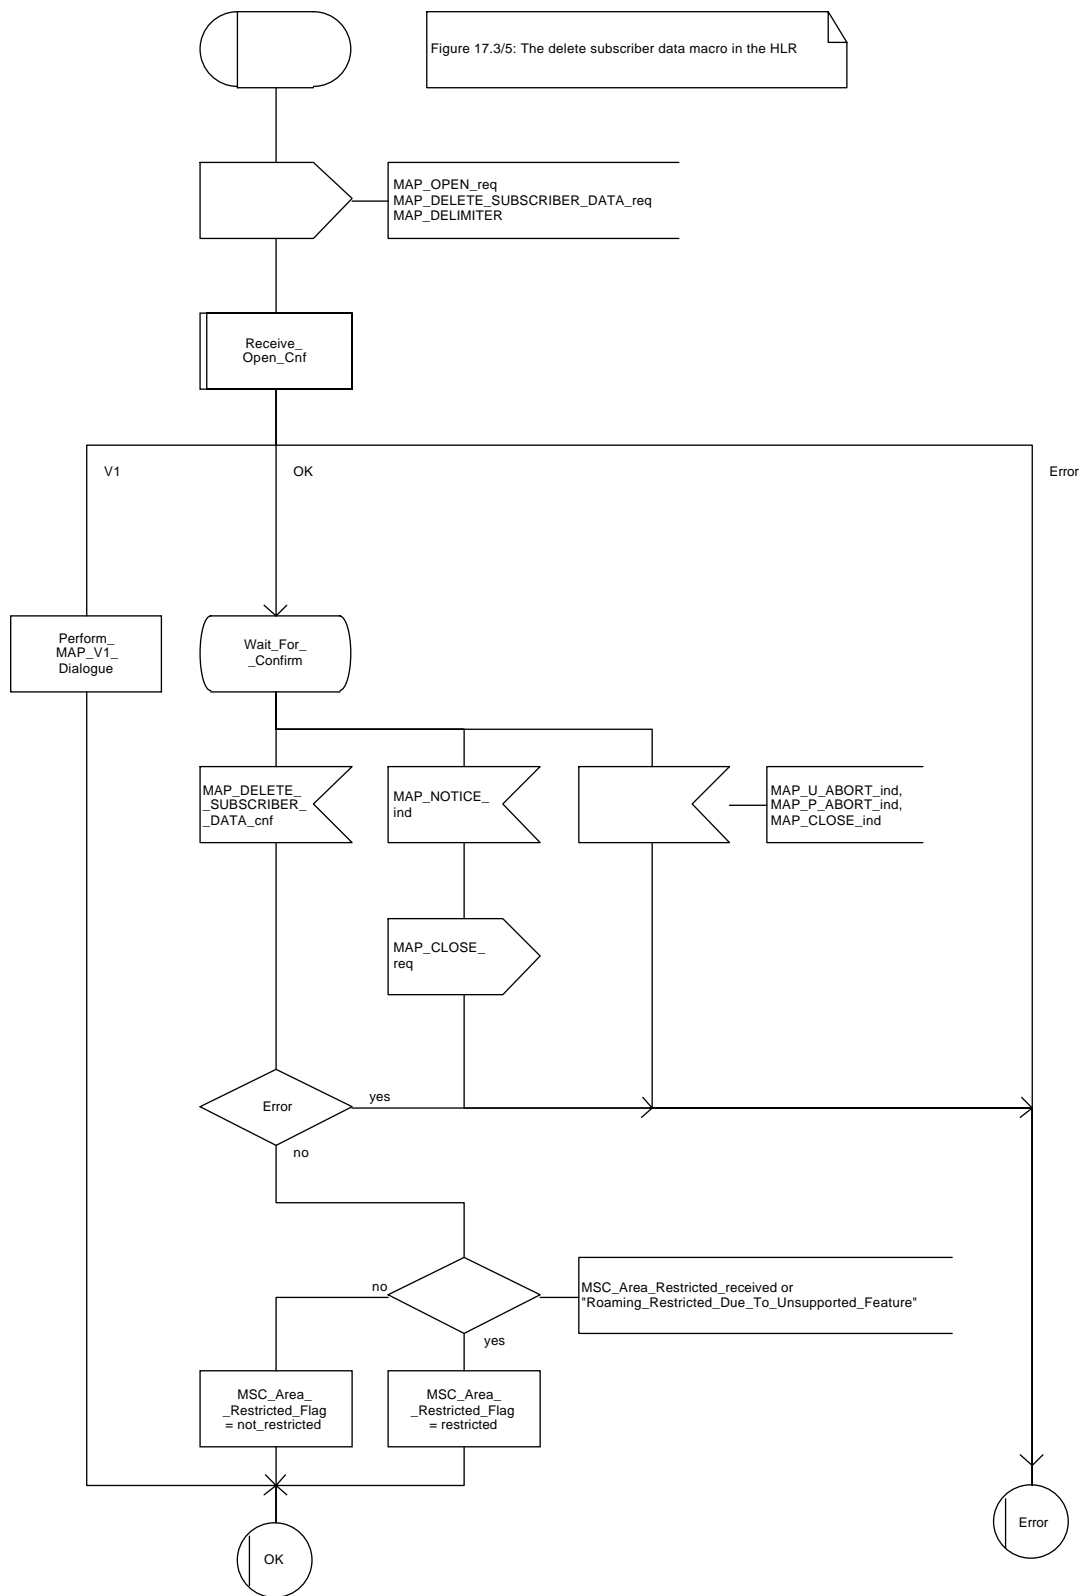 Figure 17.3/5: The delete subscriber data macro in the HLR
MAP_OPEN_req
MAP_DELETE_SUBSCRIBER_DATA_req
MAP_DELIMITER
Receive_
Open_Cnf
V1
OK
Error
Perform_
MAP_V1_
Dialogue
Wait_For_
_Confirm
MAP_DELETE_
_SUBSCRIBER_
_DATA_cnf
MAP_NOTICE_
ind
MAP_U_ABORT_ind,
MAP_P_ABORT_ind,
MAP_CLOSE_ind
MAP_CLOSE_
req
Error
yes
no
no
MSC_Area_Restricted_received or
"Roaming_Restricted_Due_To_Unsupported_Feature"
yes
MSC_Area_
_Restricted_Flag
= not_restricted
MSC_Area_
_Restricted_Flag
= restricted
Error
OK